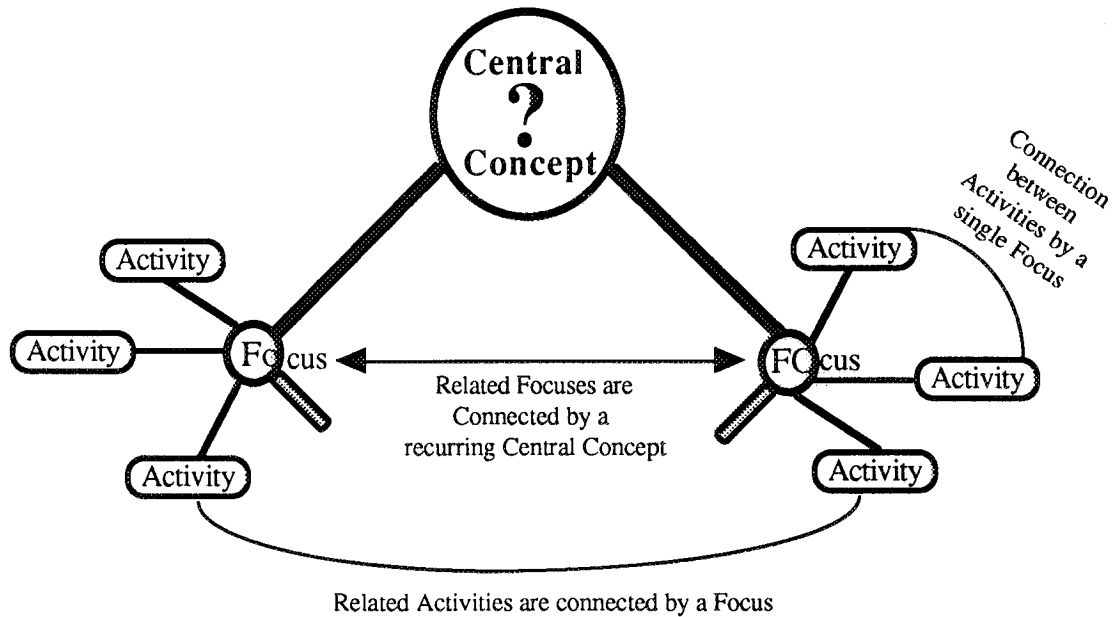 Central
?
Concept
Connection
between
Activities by a
single Focus
Activity
Activity
Activity
Focus
Activity
Activity
Activity
FOcus
Related Focuses are
Connected by a
recurring Central Concept
Related Activities are connected by a Focus